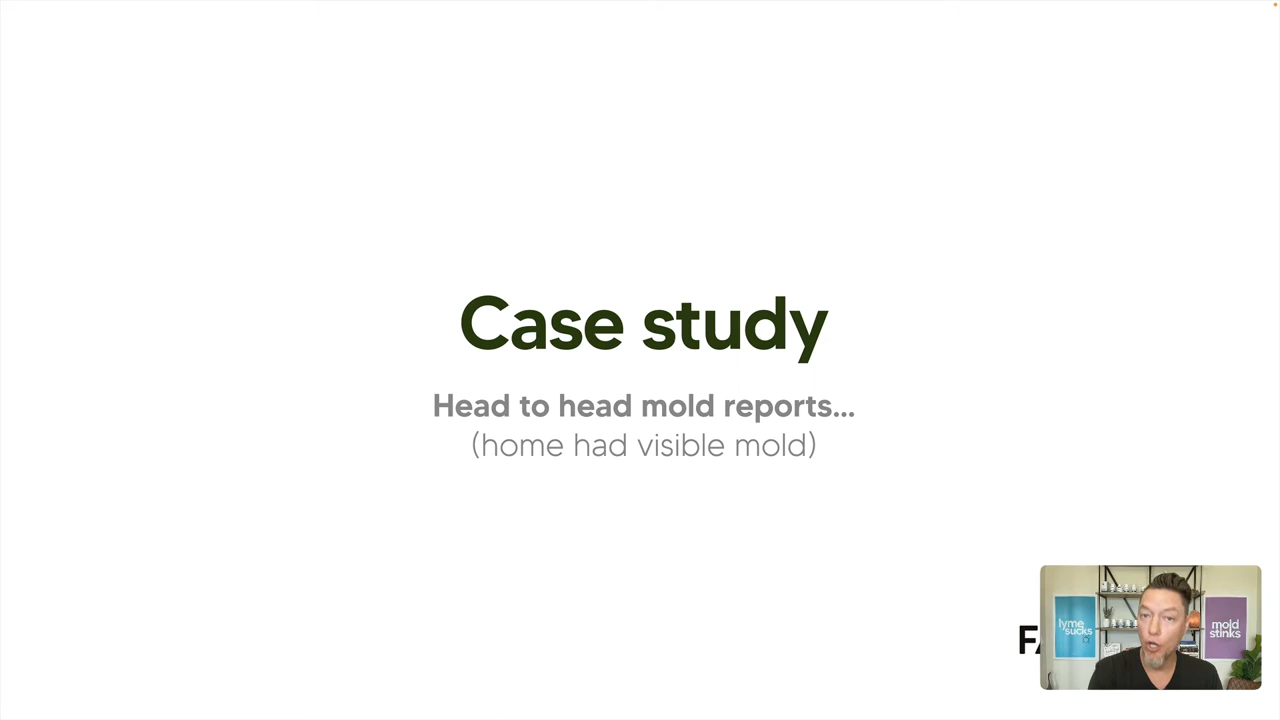 Case study
Head to head mold reports...
(home had visible mold)
lyme
sucks
mold
stinks